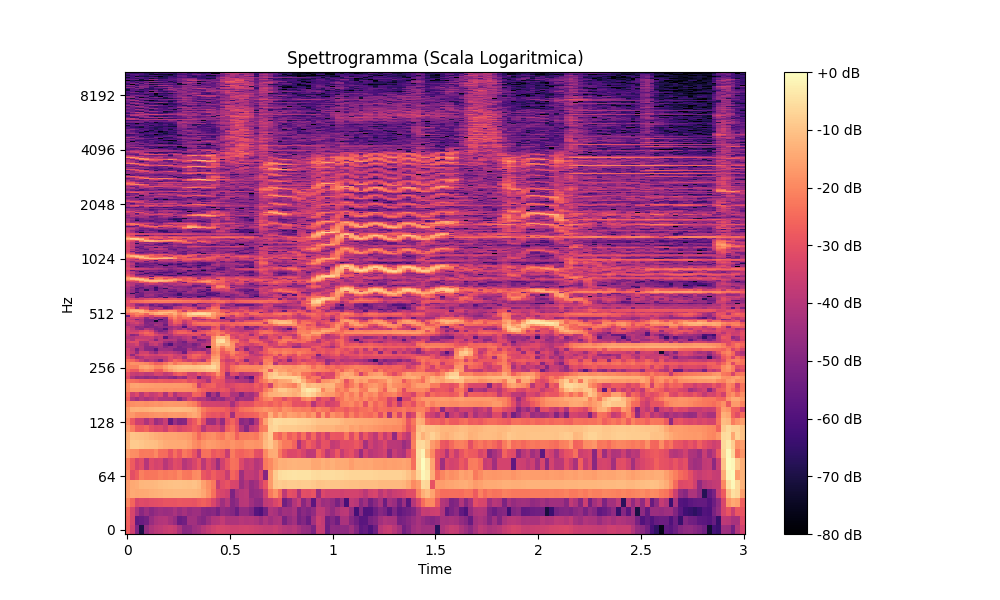 Spettrogramma (Scala Logaritmica)
Hz
8192
4096
2048
1024
512
256
128
64
0
0 0.5 1 1.5 2 2.5 3
Time
+0 dB
-10 dB
-20 dB
-30 dB
-40 dB
-50 dB
-60 dB
-70 dB
-80 dB